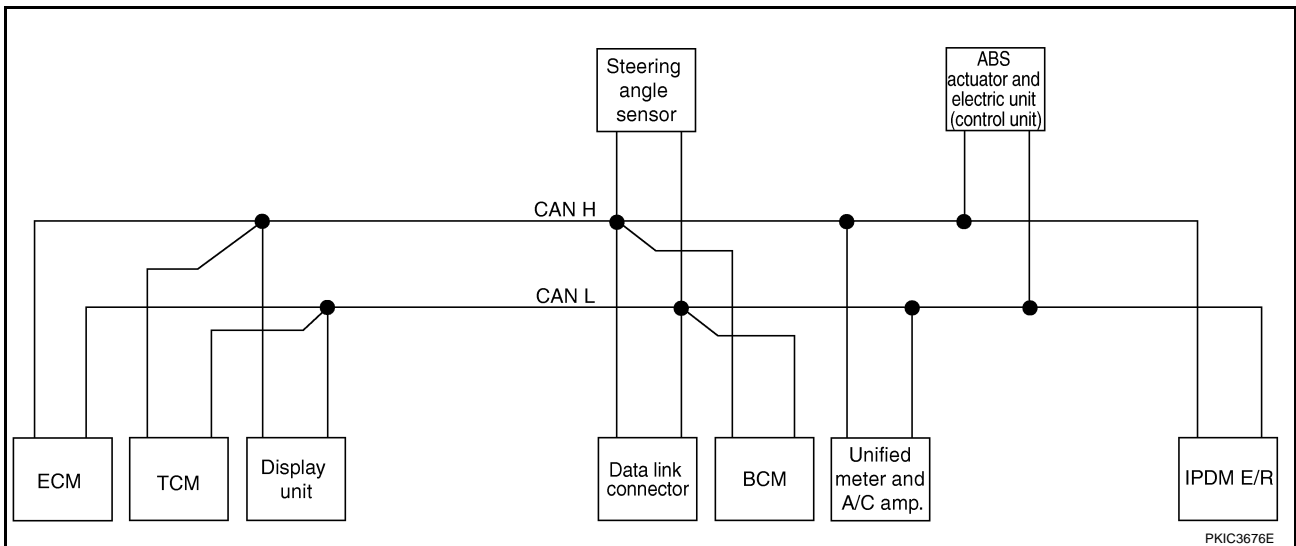 Steering
angle
sensor
ABS
actuator and
electric unit
(control unit)
CAN H
CAN L
ECM
TCM
Display
unit
Data link
connector
BCM
Unified
meter and
A/C amp.
IPDM E/R
PKIC3676E